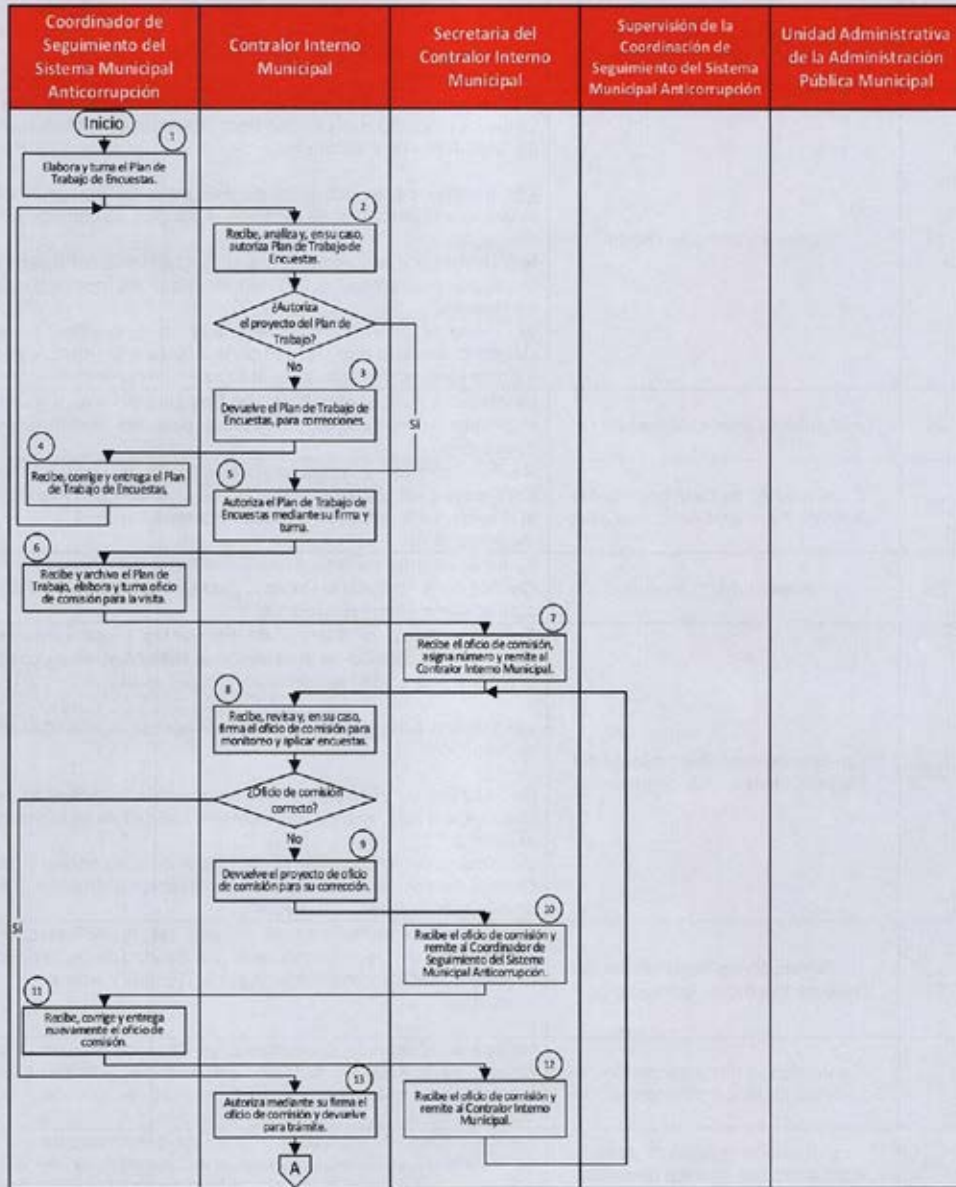 Coordinador de
Seguimiento del
Sistema Municipal
Anticorrupción
Contralor Interno
Municipal
Secretaria del
Contralor Interno
Municipal
Supervisión de la
Coordinación de
Seguimiento del Sistema
Municipal Anticorrupción
Unidad Administrativa
de la Administración
Pública Municipal
Inicio
1
Elabora y turna el Plan de
Trabajo de Encuestas.
2
Recibe, analiza y, en su caso,
autoriza Plan de Trabajo de
Encuestas.
¿Autoriza
el proyecto del Plan de
Trabajo?
No
Sí
3
Devuelve el Plan de Trabajo de
Encuestas, para correcciones.
4
Recibe, corrige y entrega el Plan
de Trabajo de Encuestas.
5
Autoriza el Plan de Trabajo de
Encuestas mediante su firma y
turna.
6
Recibe y archiva el Plan de
Trabajo, elabora y turna oficio
de comisión para la visita.
7
Recibe el oficio de comisión,
asigna número y remite al
Contralor Interno Municipal.
8
Recibe, revisa y, en su caso,
firma el oficio de comisión para
monitoreo y aplicar encuestas.
¿Oficio de comisión
correcto?
No
Sí
9
Devuelve el proyecto de oficio
de comisión para su corrección.
10
Recibe el oficio de comisión y
remite al Coordinador de
Seguimiento del Sistema
Municipal Anticorrupción.
11
Recibe, corrige y entrega
nuevamente el oficio de
comisión.
12
Recibe el oficio de comisión y
remite al Contralor Interno
Municipal.
13
Autoriza mediante su firma el
oficio de comisión y devuelve
para trámite.
A